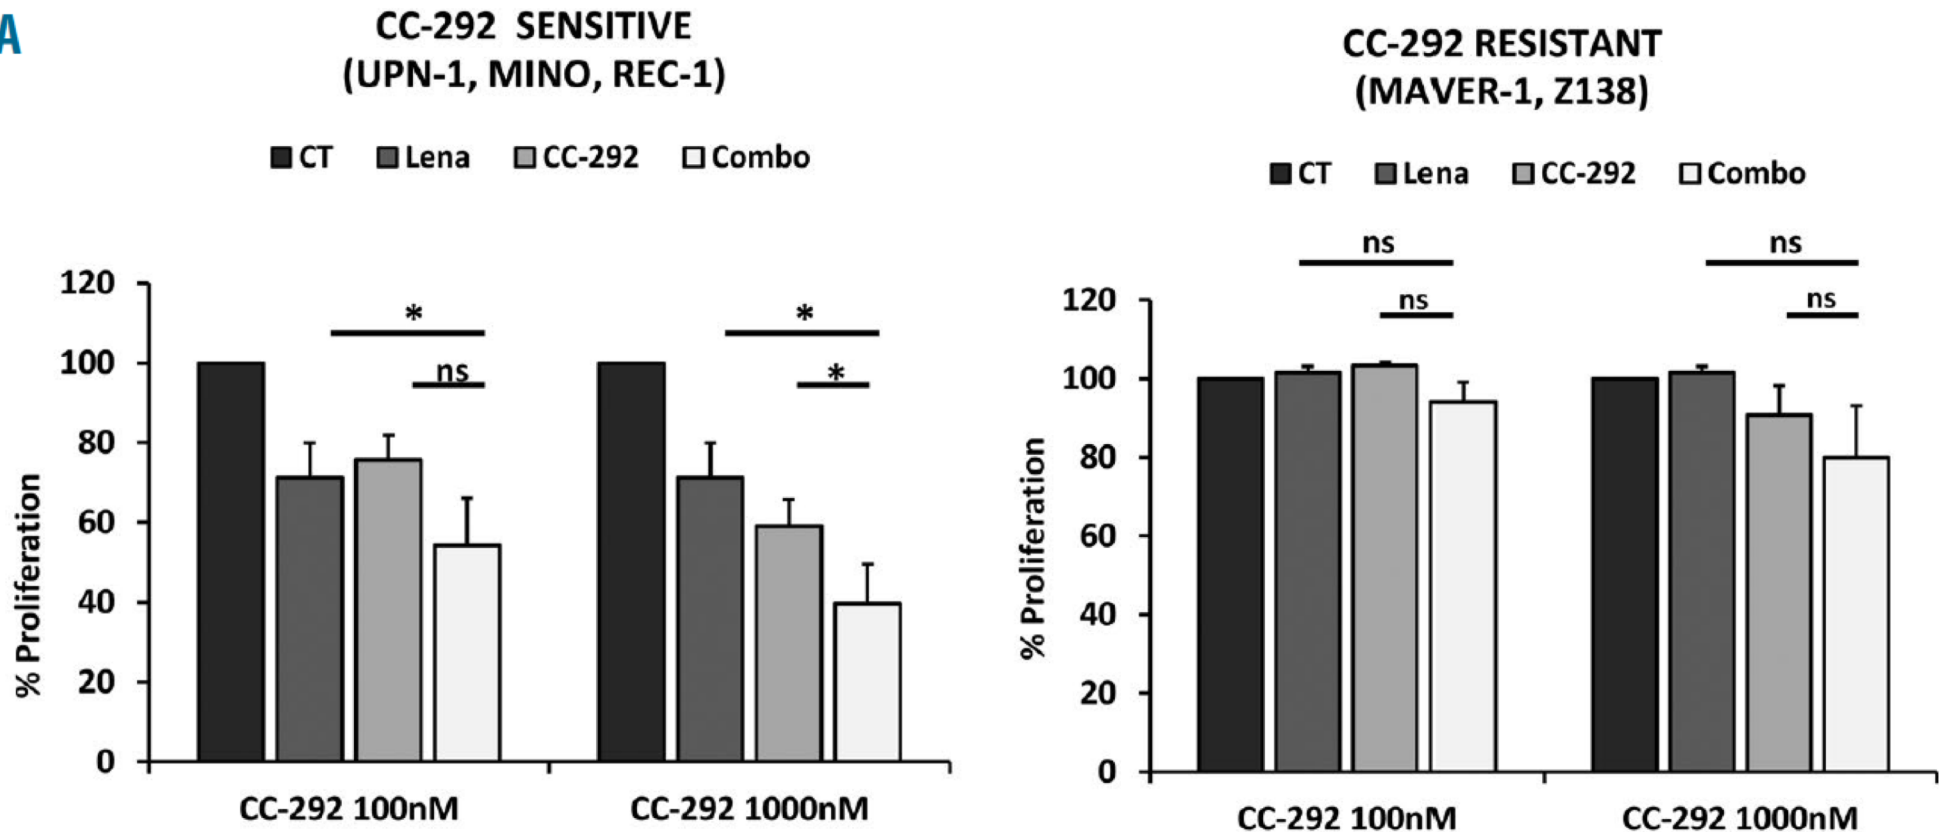 A
CC-292 SENSITIVE
(UPN-1, MINO, REC-1)
CT Lena CC-292 Combo
% Proliferation
120
100
80
60
40
20
0
*
ns
*
*
CC-292 100nM CC-292 1000nM
CC-292 RESISTANT
(MAVER-1, Z138)
CT Lena CC-292 Combo
% Proliferation
120
100
80
60
40
20
0
ns
ns
ns
ns
CC-292 100nM CC-292 1000nM